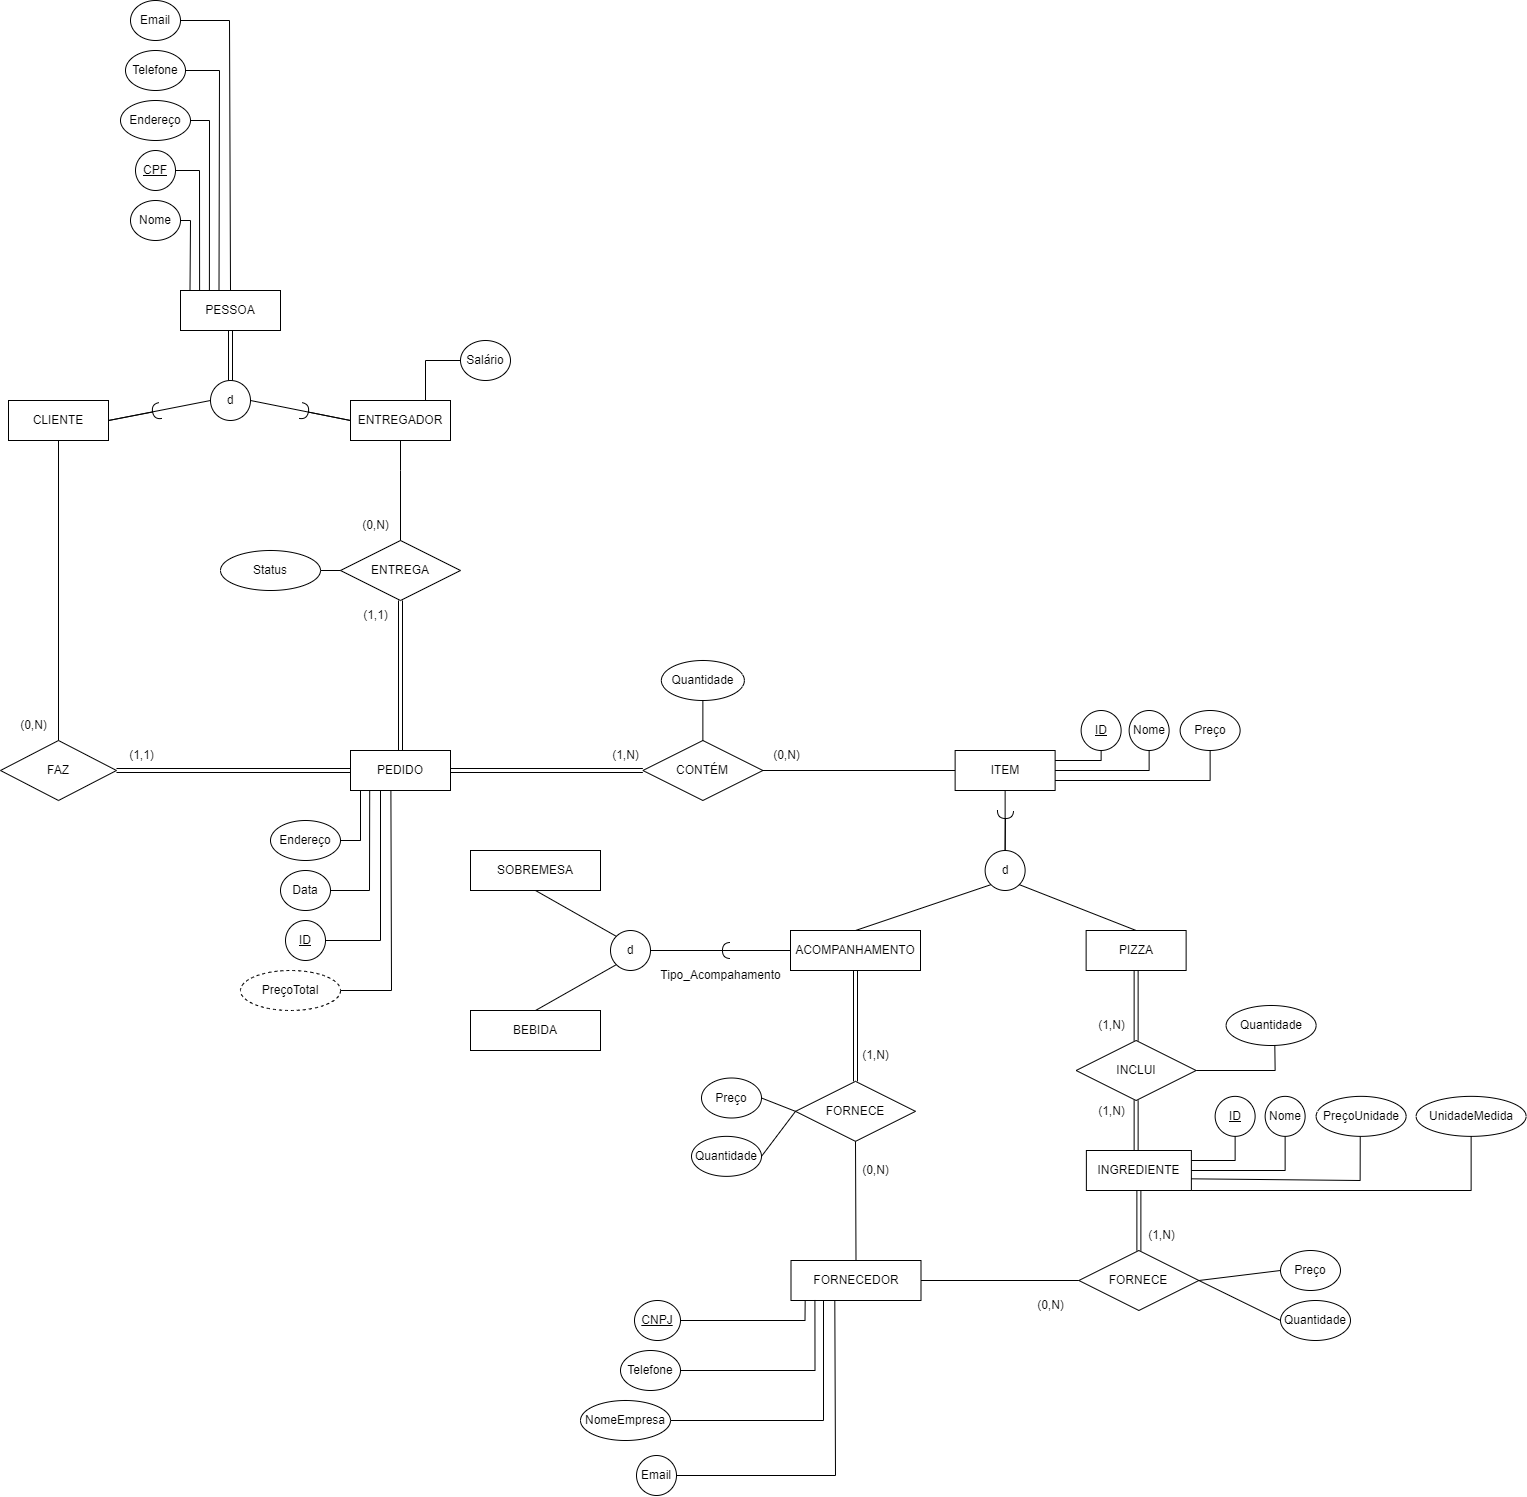 Email
Telefone
Endereço
CPF
Nome
PESSOA
Salário
d
CLIENTE
ENTREGADOR
(0,N)
Status
ENTREGA
(1,1)
Quantidade
(0,N)
(1,1)
(1,N)
(0,N)
ID
Nome
Preço
FAZ
PEDIDO
CONTÉM
ITEM
Endereço
Data
ID
PreçoTotal
SOBREMESA
d
d
ACOMPANHAMENTO
PIZZA
Tipo_Acompahamento
BEBIDA
(1,N)
Quantidade
(1,N)
INCLUI
Preço
FORNECE
(1,N)
ID
Nome
PreçoUnidade
UnidadeMedida
Quantidade
(0,N)
INGREDIENTE
(1,N)
FORNECEDOR
FORNECE
Preço
(0,N)
Quantidade
CNPJ
Telefone
NomeEmpresa
Email